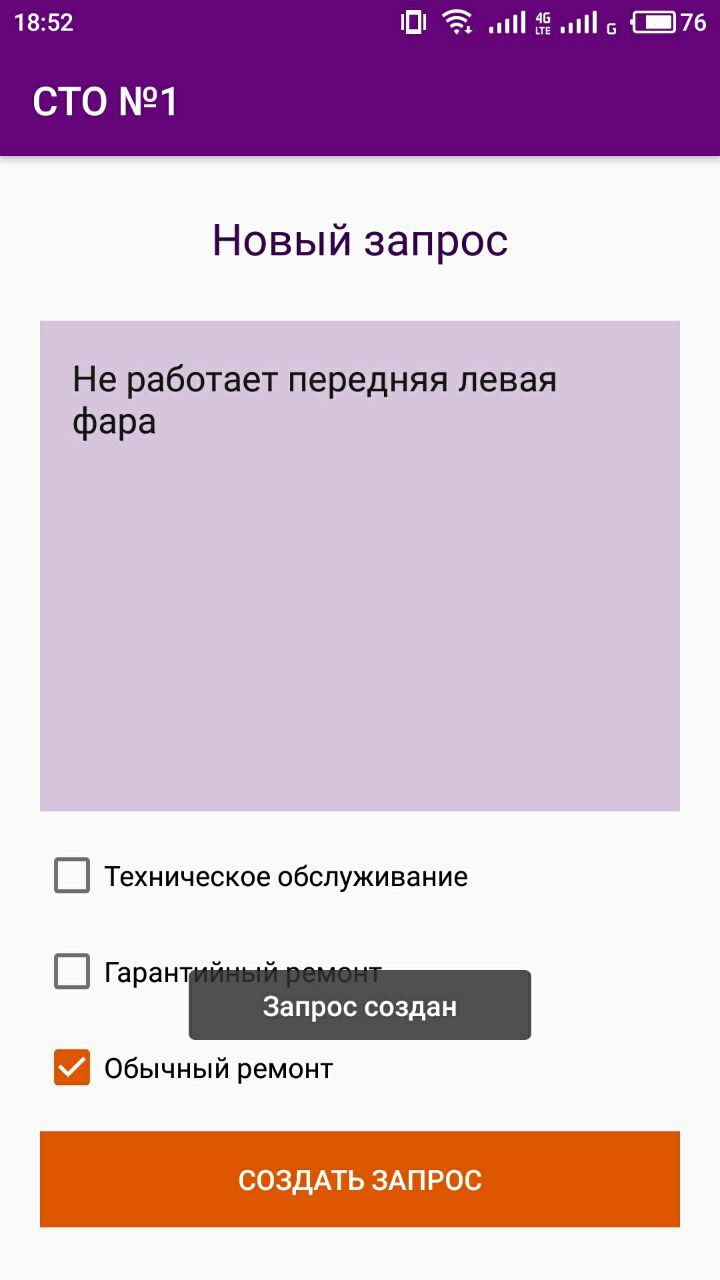 18:52
4G
LTE
G
76
СТО №1
Новый запрос
Не работает передняя левая
фара
Техническое обслуживание
Гарантийный ремонт
Запрос создан
Обычный ремонт
СОЗДАТЬ ЗАПРОС